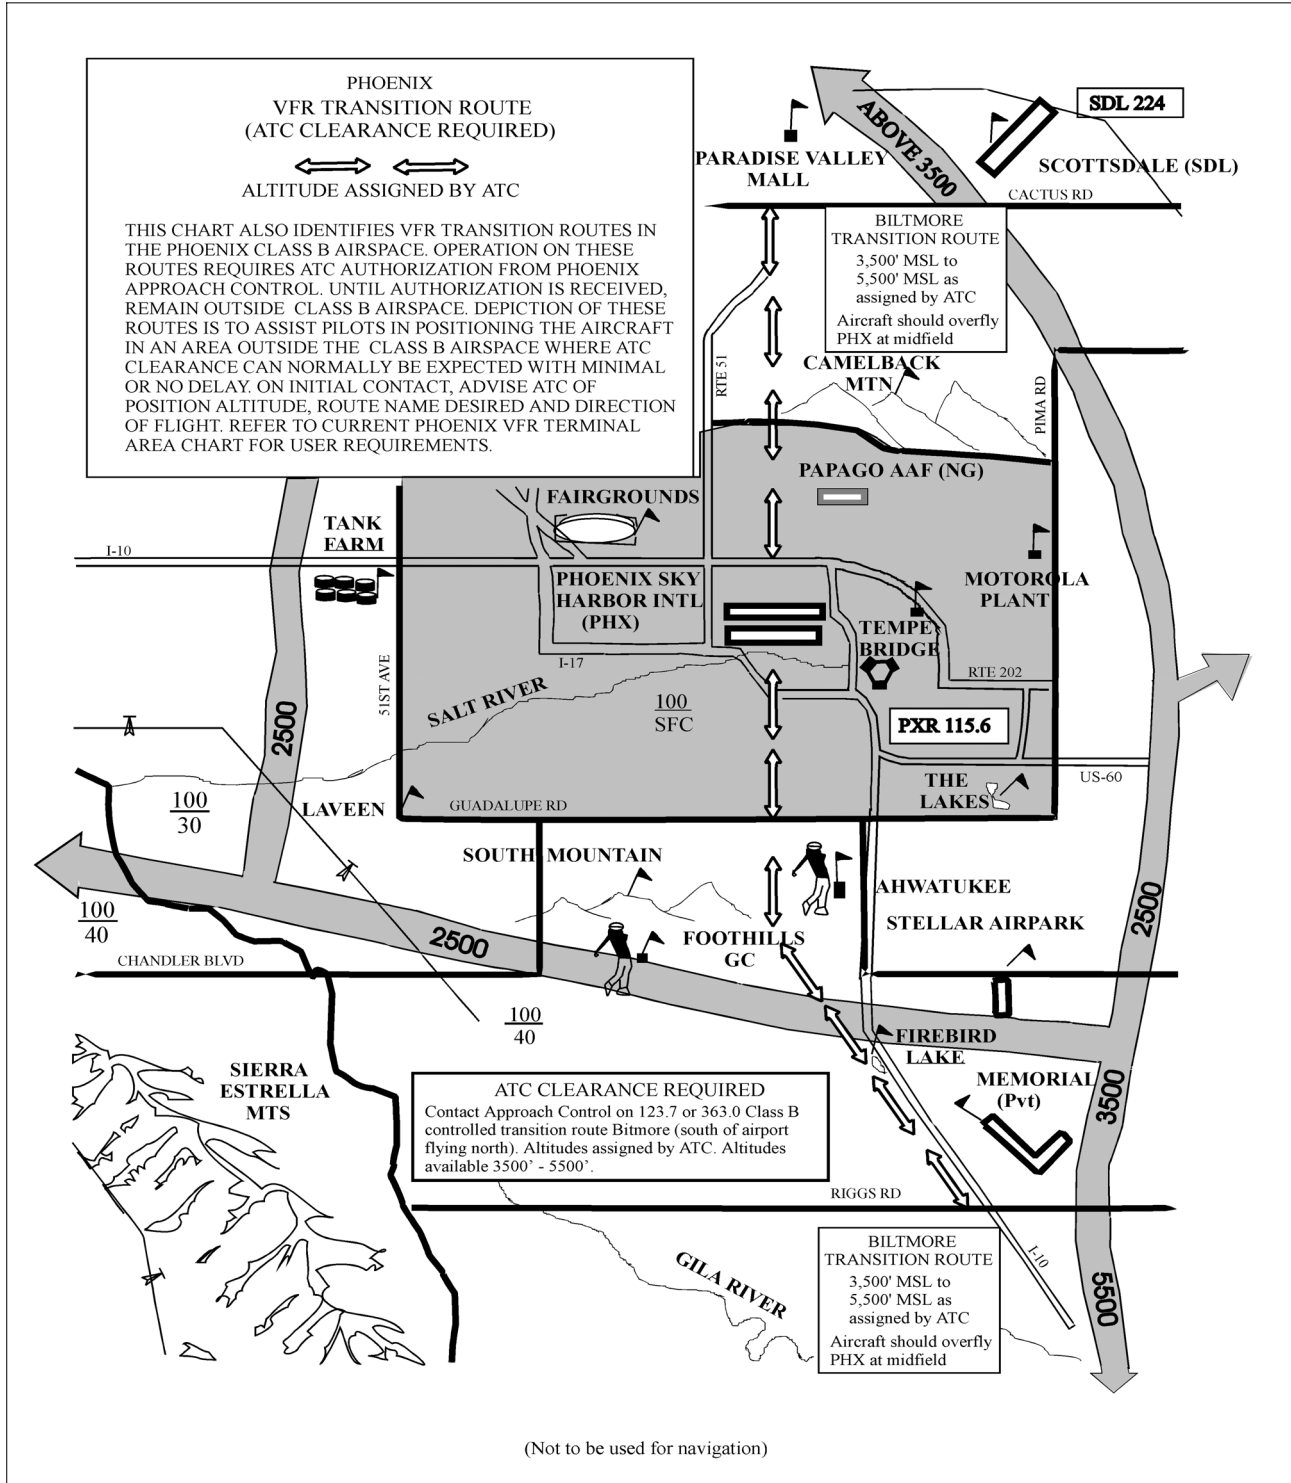 PHOENIX
VFR TRANSITION ROUTE
(ATC CLEARANCE REQUIRED)
ALTITUDE ASSIGNED BY ATC
THIS CHART ALSO IDENTIFIES VFR TRANSITION ROUTES IN
THE PHOENIX CLASS B AIRSPACE. OPERATION ON THESE
ROUTES REQUIRES ATC AUTHORIZATION FROM PHOENIX
APPROACH CONTROL. UNTIL AUTHORIZATION IS RECEIVED,
REMAIN OUTSIDE CLASS B AIRSPACE. DEPICTION OF THESE
ROUTES IS TO ASSIST PILOTS IN POSITIONING THE AIRCRAFT
IN AN AREA OUTSIDE THE CLASS B AIRSPACE WHERE ATC
CLEARANCE CAN NORMALLY BE EXPECTED WITH MINIMAL
OR NO DELAY. ON INITIAL CONTACT, ADVISE ATC OF
POSITION ALTITUDE, ROUTE NAME DESIRED AND DIRECTION
OF FLIGHT. REFER TO CURRENT PHOENIX VFR TERMINAL
AREA CHART FOR USER REQUIREMENTS.
ABOVE 3500
SDL 224
PARADISE VALLEY
MALL
SCOTTSDALE (SDL)
CACTUS RD
BILTMORE
TRANSITION ROUTE
3,500' MSL to
5,500' MSL as
assigned by ATC
Aircraft should overfly
PHX at midfield
RTE 51
CAMELBACK
MTN
PIMA RD
PAPAGO AAF (NG)
FAIRGROUNDS
TANK
FARM
I-10
PHOENIX SKY
HARBOR INTL
(PHX)
MOTOROLA
PLANT
TEMPE
BRIDGE
I-17
RTE 202
51ST AVE
SALT RIVER
100
SFC
PXR 115.6
2500
US-60
THE
LAKES
100
30
LAVEEN
GUADALUPE RD
SOUTH MOUNTAIN
AHWATUKEE
STELLAR AIRPARK
2500
100
40
2500
FOOTHILLS
GC
CHANDLER BLVD
100
40
FIREBIRD
LAKE
SIERRA
ESTRELLA
MTS
MEMORIAL
(Pvt)
3500
ATC CLEARANCE REQUIRED
Contact Approach Control on 123.7 or 363.0 Class B
controlled transition route Bitmore (south of airport
flying north). Altitudes assigned by ATC. Altitudes
available 3500’ - 5500’.
RIGGS RD
GILA RIVER
I-10
5500
BILTMORE
TRANSITION ROUTE
3,500' MSL to
5,500' MSL as
assigned by ATC
Aircraft should overfly
PHX at midfield
(Not to be used for navigation)